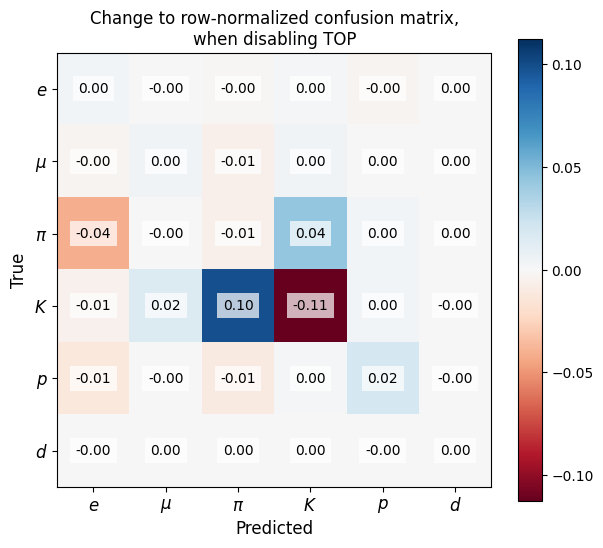 Change to row-normalized confusion matrix,
when disabling TOP
e 0.00 -0.00 -0.00 0.00 -0.00 0.00
μ -0.00 0.00 -0.01 0.00 0.00 0.00
π -0.04 -0.00 -0.01 0.04 0.00 0.00
K -0.01 0.02 0.10 -0.11 0.00 -0.00
p -0.01 -0.00 -0.01 0.00 0.02 -0.00
d -0.00 0.00 0.00 0.00 -0.00 0.00
e μ π K p d
True
Predicted
0.10
0.05
0.00
−0.05
−0.10